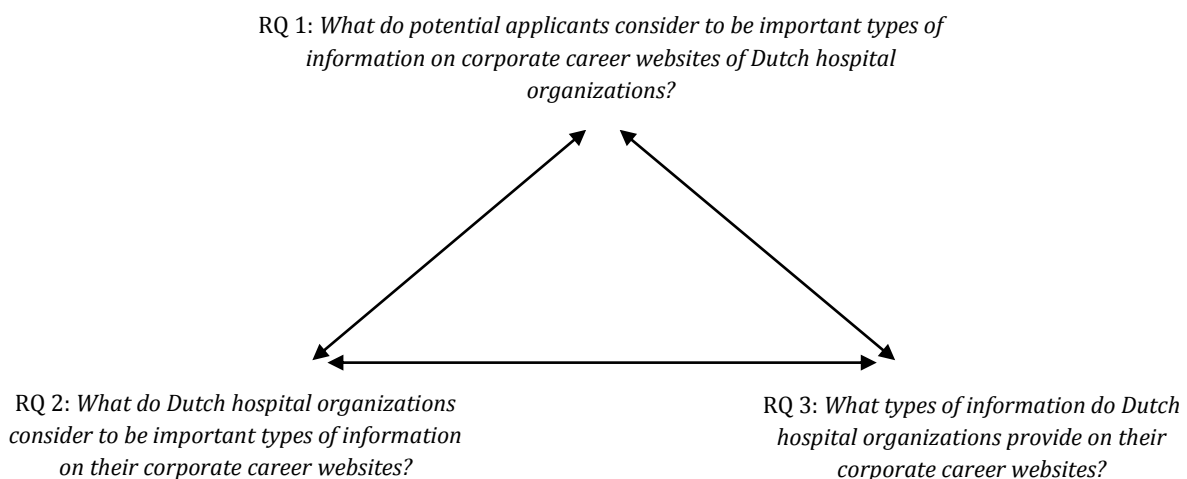 RQ 1: What do potential applicants consider to be important types of
information on corporate career websites of Dutch hospital
organizations?
RQ 2: What do Dutch hospital organizations
consider to be important types of information
on their corporate career websites?
RQ 3: What types of information do Dutch
hospital organizations provide on their
corporate career websites?